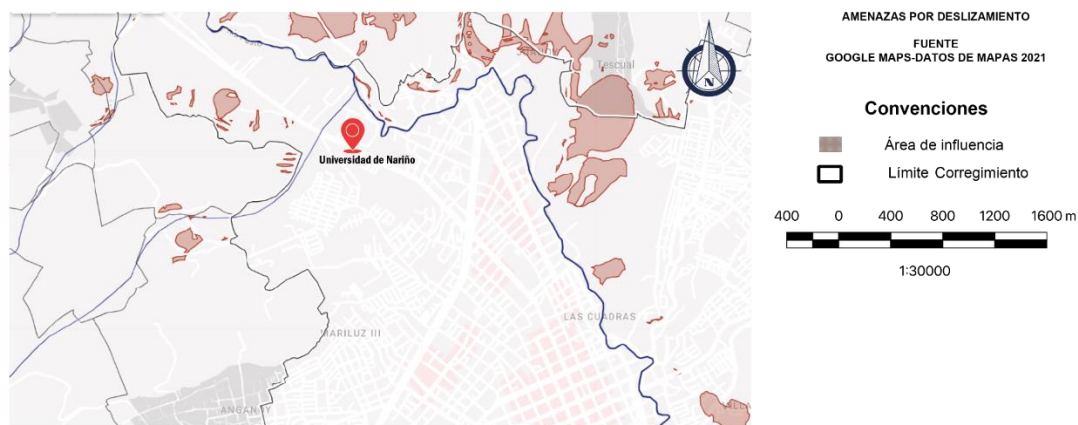 AMENAZAS POR DESLIZAMIENTO
FUENTE
GOOGLE MAPS-DATOS DE MAPAS 2021
Convenciones
Área de influencia
Límite Corregimiento
400 0 400 800 1200 1600 m
1:30000
Tescual
N
Universidad de Nariño
LAS CUADRAS
MARILUZ III